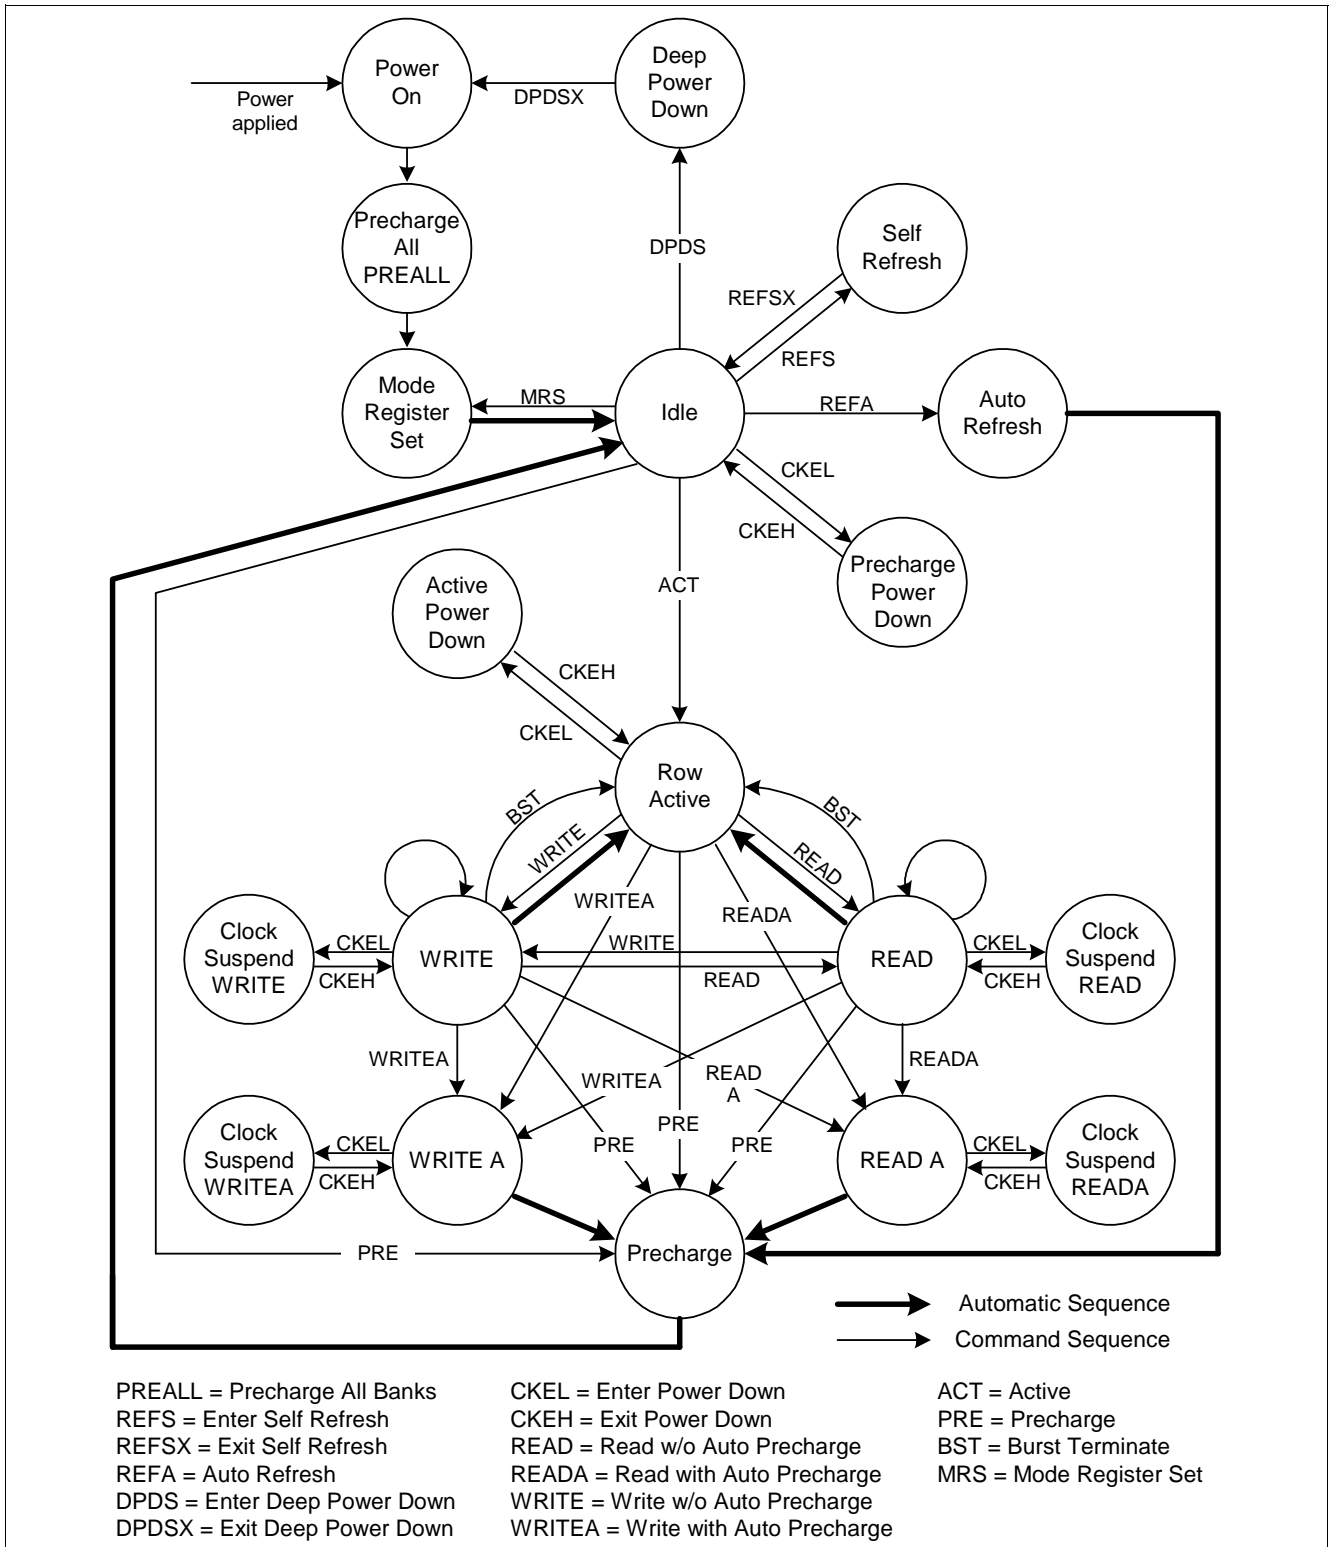 Power
On
Power
applied
DPDSX
Deep
Power
Down
Precharge
All
PREALL
DPDS
Self
Refresh
REFSX
REFS
Mode
Register
Set
MRS
Idle
REFA
Auto
Refresh
CKEL
CKEH
Precharge
Power
Down
ACT
Active
Power
Down
CKEH
CKEL
Row
Active
BST
WRITE
READ
BST
WRITEA
READA
Clock
Suspend
WRITE
CKEL
CKEH
WRITE
WRITE
READ
READ
CKEL
CKEH
Clock
Suspend
READ
WRITEA
WRITEA
READ
A
READA
PRE
PRE
PRE
Clock
Suspend
WRITEA
CKEL
CKEH
WRITE A
READ A
CKEL
CKEH
Clock
Suspend
READA
PRE
Precharge
Automatic Sequence
Command Sequence
PREALL = Precharge All Banks
REFS = Enter Self Refresh
REFSX = Exit Self Refresh
REFA = Auto Refresh
DPDS = Enter Deep Power Down
DPDSX = Exit Deep Power Down
CKEL = Enter Power Down
CKEH = Exit Power Down
READ = Read w/o Auto Precharge
READA = Read with Auto Precharge
WRITE = Write w/o Auto Precharge
WRITEA = Write with Auto Precharge
ACT = Active
PRE = Precharge
BST = Burst Terminate
MRS = Mode Register Set